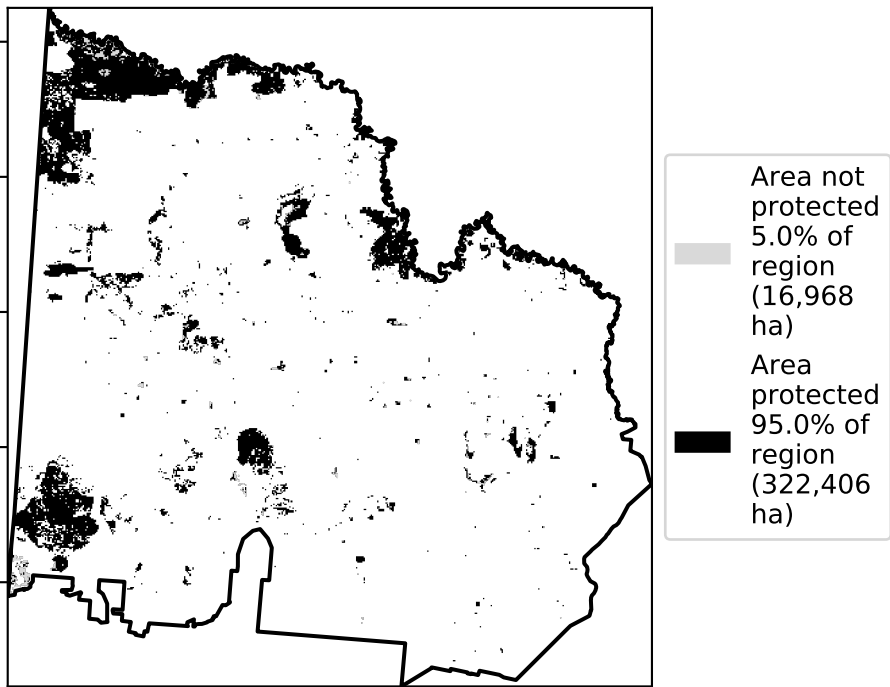 Area not
protected
5.0% of
region
(16,968
ha)
Area
protected
95.0% of
region
(322,406
ha)